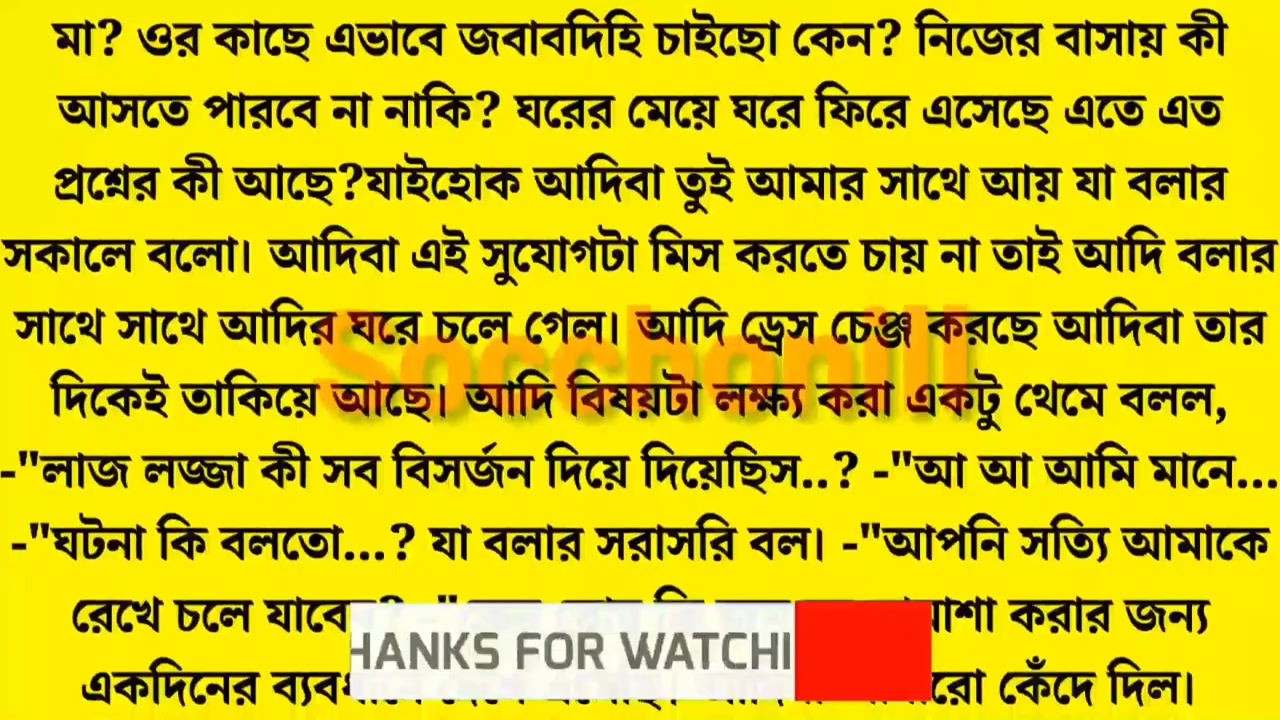 মা? ওর কাছে এভাবে জবাবদিহি চাইছো কেন? নিজের বাসায় কী
আসতে পারবে না নাকি? ঘরের মেয়ে ঘরে ফিরে এসেছে এতে এত
প্রশ্নের কী আছে?যাইহোক আদিবা তুই আমার সাথে আয় যা বলার
সকালে বলো। আদিবা এই সুযোগটা মিস করতে চায় না তাই আদি বলার
সাথে সাথে আদির ঘরে চলে গেল। আদি ড্রেস চেঞ্জ করছে আদিবা তার
Socchonill
দিকেই তাকিয়ে আছে। আদি বিষয়টা লক্ষ্য করা একটু থেমে বলল,
-"লাজ লজ্জা কী সব বিসর্জন দিয়ে দিয়েছিস..? -"আ আ আমি মানে...
-"ঘটনা কি বলতো...? যা বলার সরাসরি বল। -"আপনি সত্যি আমাকে
রেখে চলে করার জন্য
HANKS FOR WATCHI
একদিনের কেঁদে দিল।